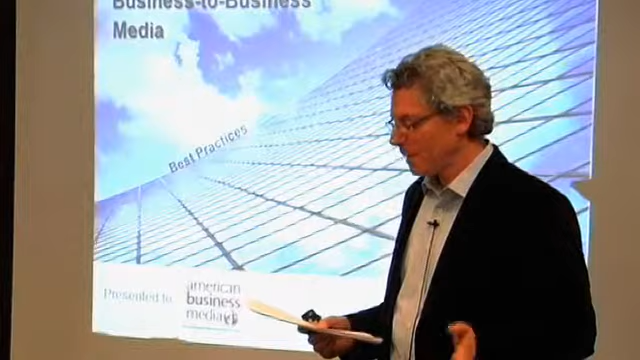 Business-to-Business
Media
Best Practices
Presented to
american
business
media